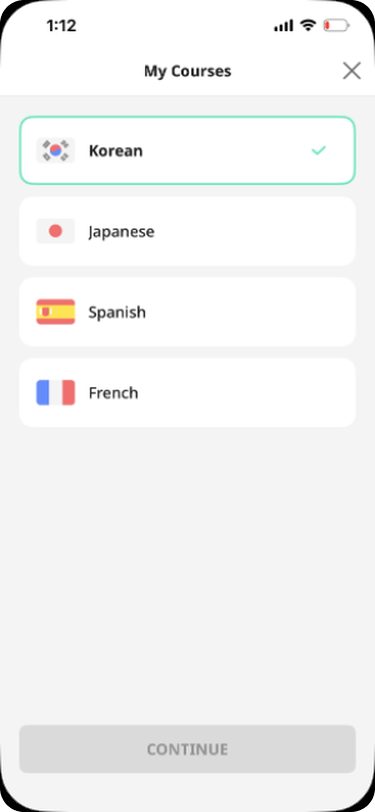 1:12
My Courses
Korean
Japanese
Spanish
French
CONTINUE